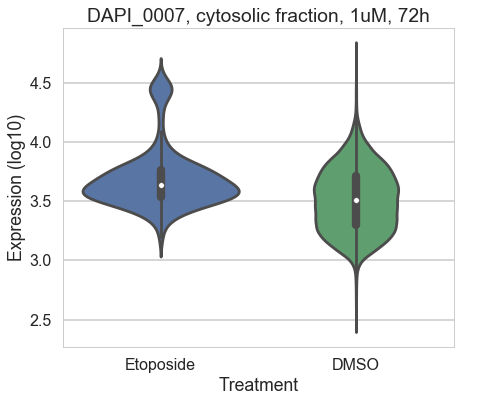 DAPI_0007, cytosolic fraction, 1uM, 72h
Expression (log10)
4.5
4.0
3.5
3.0
2.5
Etoposide DMSO
Treatment